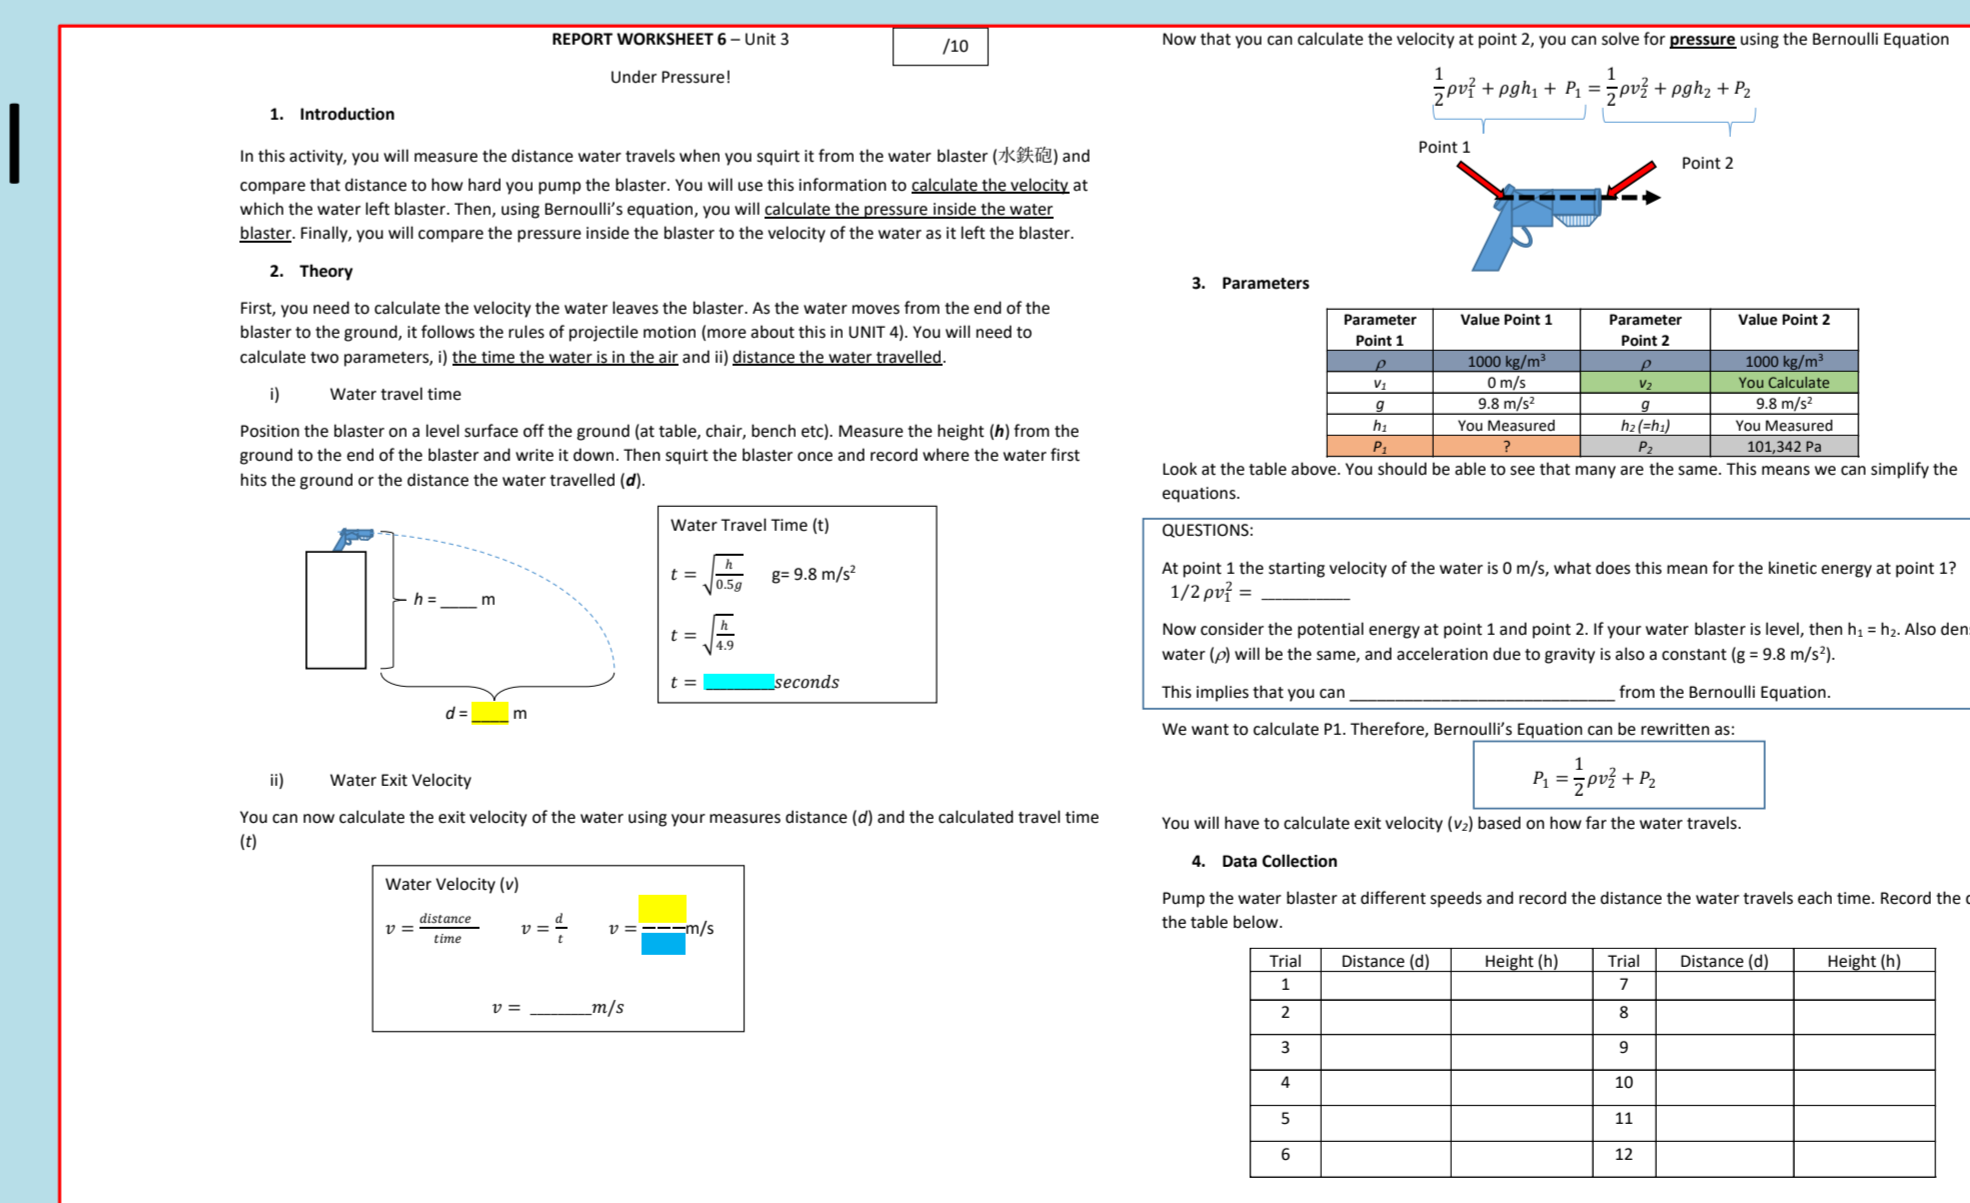 REPORT WORKSHEET 6 – Unit 3
/10
Under Pressure!
1. Introduction
In this activity, you will measure the distance water travels when you squirt it from the water blaster (水鉄砲) and
compare that distance to how hard you pump the blaster. You will use this information to calculate the velocity at
which the water left blaster. Then, using Bernoulli’s equation, you will calculate the pressure inside the water
blaster. Finally, you will compare the pressure inside the blaster to the velocity of the water as it left the blaster.
2. Theory
First, you need to calculate the velocity the water leaves the blaster. As the water moves from the end of the
blaster to the ground, it follows the rules of projectile motion (more about this in UNIT 4). You will need to
calculate two parameters, i) the time the water is in the air and ii) distance the water travelled.
i) Water travel time
Position the blaster on a level surface off the ground (at table, chair, bench etc). Measure the height (h) from the
ground to the end of the blaster and write it down. Then squirt the blaster once and record where the water first
hits the ground or the distance the water travelled (d).
h = ____ m
d = ____ m
Water Travel Time (t)
t = √(h/0.5g) g= 9.8 m/s²
t = √(h/4.9)
t = ________seconds
ii) Water Exit Velocity
You can now calculate the exit velocity of the water using your measures distance (d) and the calculated travel time
(t)
Water Velocity (v)
v = distance/time v = d/t v = ———m/s
v = _______m/s
Now that you can calculate the velocity at point 2, you can solve for pressure using the Bernoulli Equation
1/2ρv₁² + ρgh₁ + P₁ = 1/2ρv₂² + ρgh₂ + P₂
Point 1
Point 2
3. Parameters
Parameter Point 1 Value Point 1 Parameter Point 2 Value Point 2
ρ 1000 kg/m³ ρ 1000 kg/m³
v₁ 0 m/s v₂ You Calculate
g 9.8 m/s² g 9.8 m/s²
h₁ You Measured h₂ (=h₁) You Measured
P₁ ? P₂ 101,342 Pa
Look at the table above. You should be able to see that many are the same. This means we can simplify the
equations.
QUESTIONS:
At point 1 the starting velocity of the water is 0 m/s, what does this mean for the kinetic energy at point 1?
1/2 ρv₁² = __________
Now consider the potential energy at point 1 and point 2. If your water blaster is level, then h₁ = h₂. Also den
water (ρ) will be the same, and acceleration due to gravity is also a constant (g = 9.8 m/s²).
This implies that you can ______________________________ from the Bernoulli Equation.
We want to calculate P1. Therefore, Bernoulli’s Equation can be rewritten as:
P₁ = 1/2ρv₂² + P₂
You will have to calculate exit velocity (v₂) based on how far the water travels.
4. Data Collection
Pump the water blaster at different speeds and record the distance the water travels each time. Record the
the table below.
Trial Distance (d) Height (h) Trial Distance (d) Height (h)
1 7
2 8
3 9
4 10
5 11
6 12